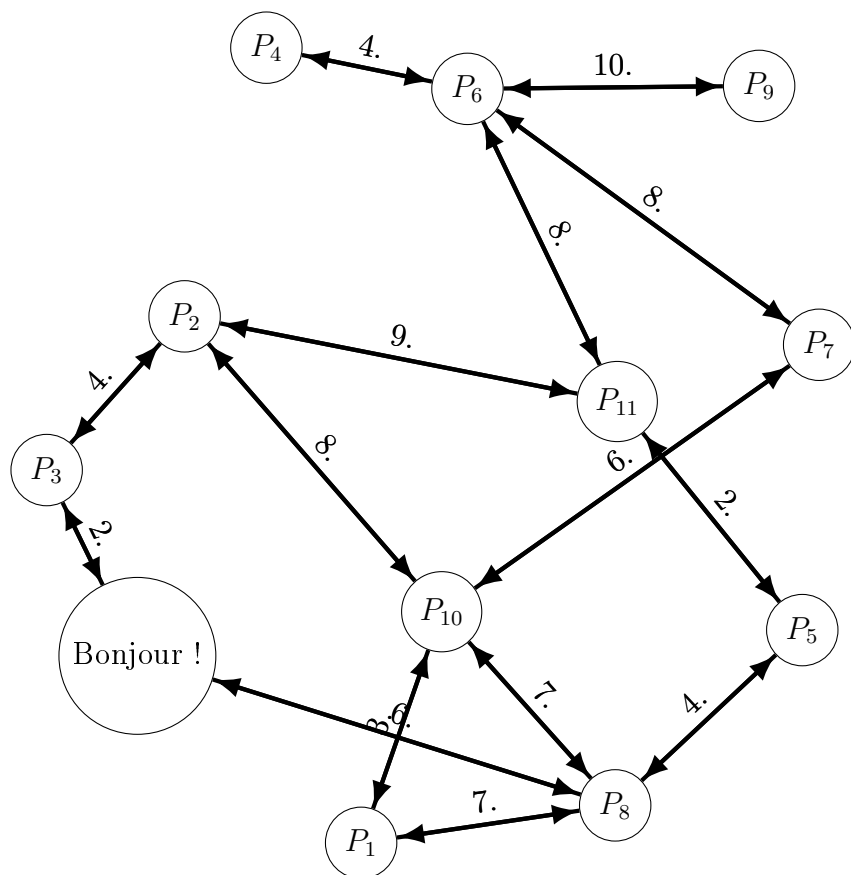 P₄
4.
P₆
10.
P₉
8.
8.
P₂
9.
P₇
4.
P₁₁
8.
6.
P₃
2.
2.
P₁₀
P₅
Bonjour !
7.
4.
3.
6.
7.
P₈
P₁